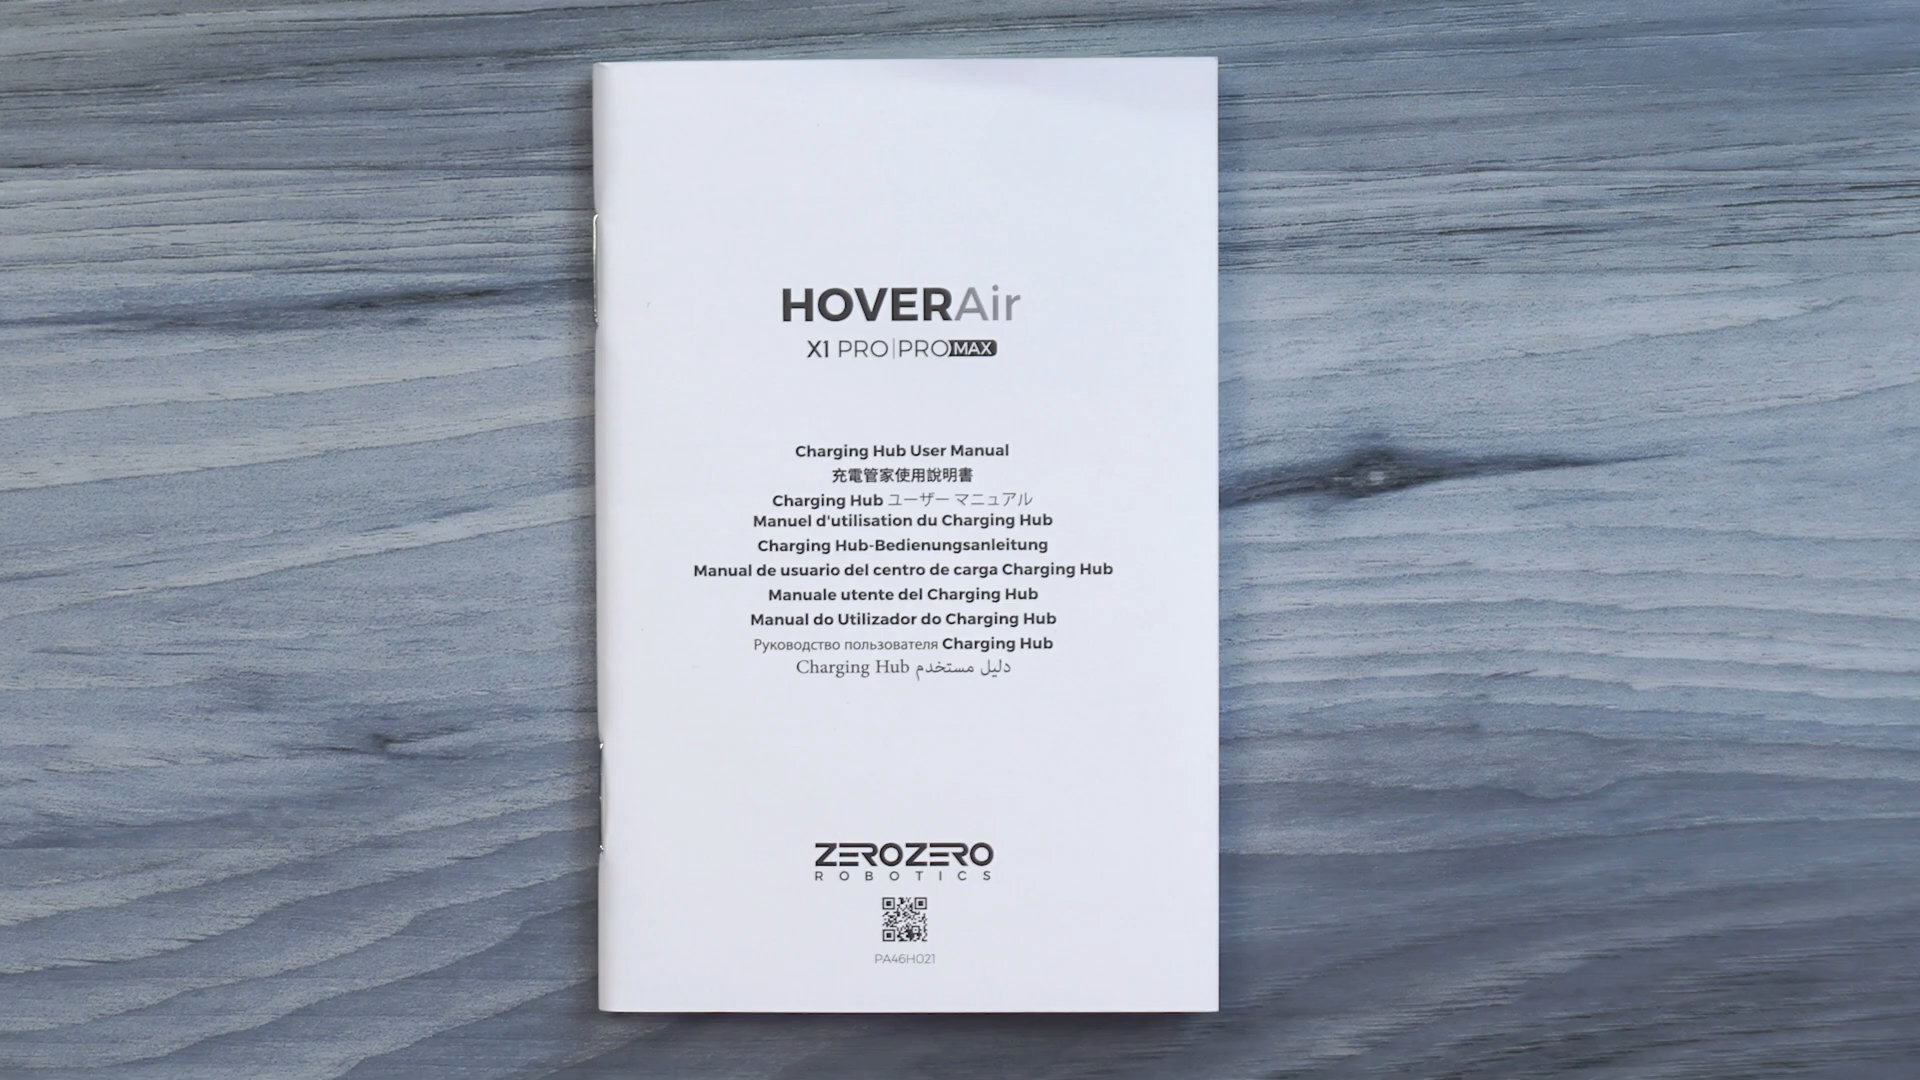 HOVERAir
X1 PRO|PRO MAX
Charging Hub User Manual
充電管家使用說明書
Charging Hub ユーザー マニュアル
Manuel d'utilisation du Charging Hub
Charging Hub-Bedienungsanleitung
Manual de usuario del centro de carga Charging Hub
Manuale utente del Charging Hub
Manual do Utilizador do Charging Hub
Руководство пользователя Charging Hub
دليل مستخدم Charging Hub
ZEROZERO
ROBOTICS
PA46H021